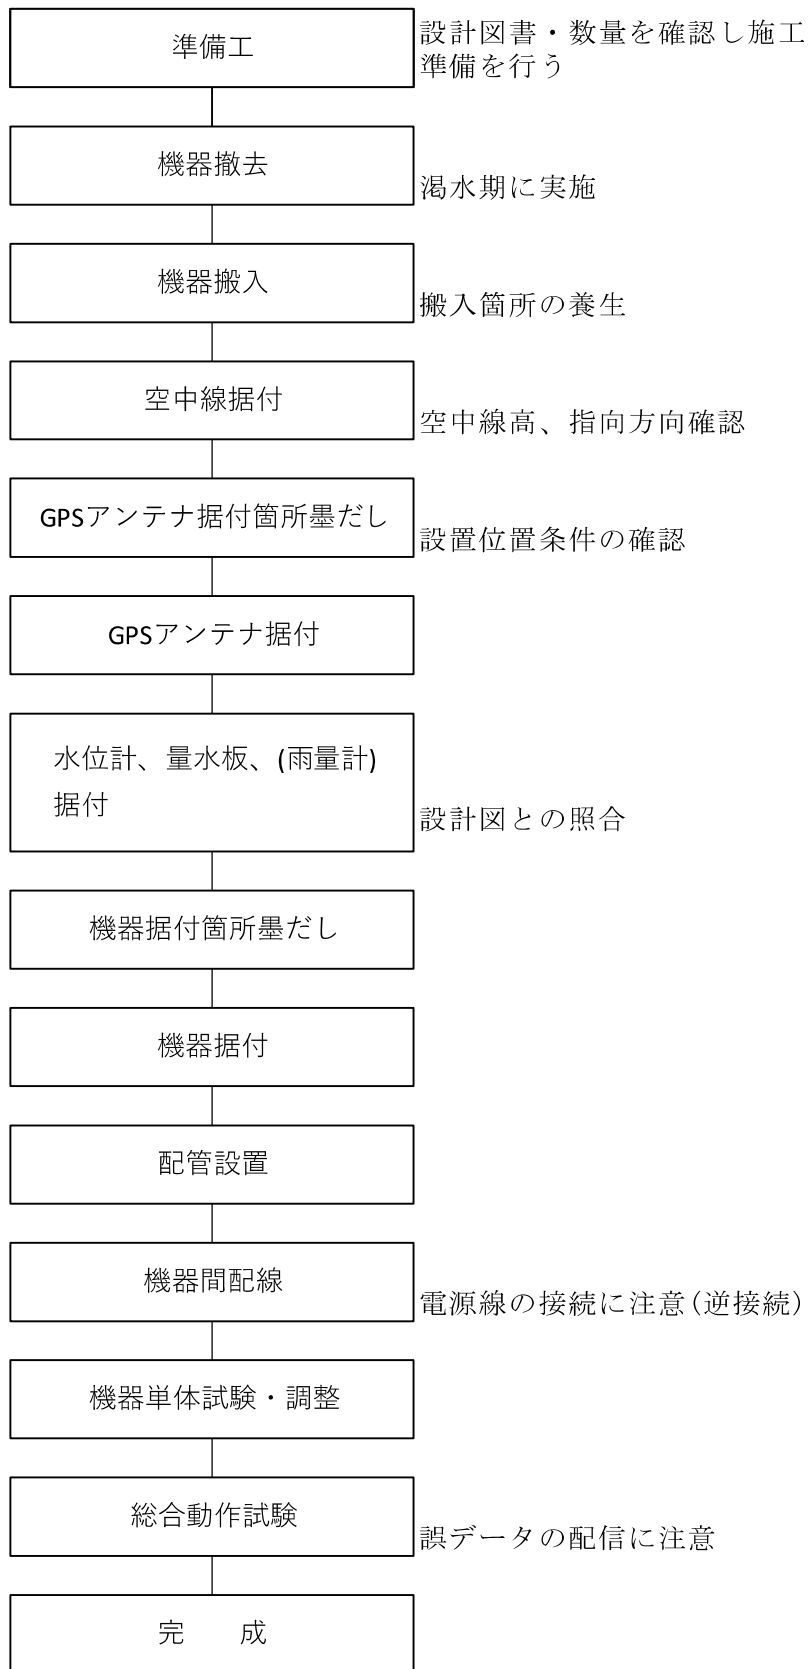 準備工
設計図書・数量を確認し施工
準備を行う
機器撤去
渇水期に実施
機器搬入
搬入箇所の養生
空中線据付
空中線高、指向方向確認
GPSアンテナ据付箇所墨だし
設置位置条件の確認
GPSアンテナ据付
水位計、量水板、(雨量計)
据付
設計図との照合
機器据付箇所墨だし
機器据付
配管設置
機器間配線
電源線の接続に注意(逆接続)
機器単体試験・調整
総合動作試験
誤データの配信に注意
完　　成